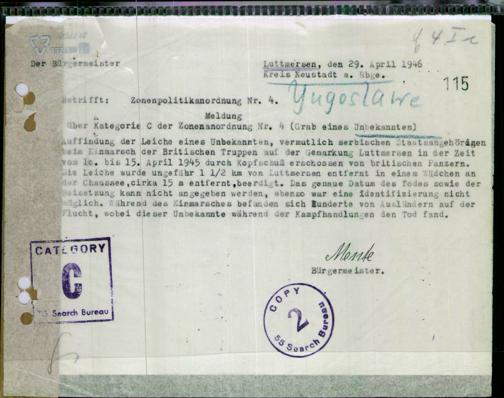 Der Bürgermeister
Luttmersen, den 29. April 1946
Kreis Neustadt a. Rbge.
115
Yugoslawe
Betrifft: Zonenpolitikanordnung Nr. 4.
Meldung
über Kategorie C der Zonenanordnung Nr. 4 (Grab eines Unbekannten)
Auffindung der Leiche eines Unbekannten, vermutlich serbischen Staatsangehörigen
beim Einmarsch der Britischen Truppen auf der Gemarkung Luttmersen in der Zeit
vom 1o. bis 15. April 1945 durch Kopfschuß erschossen von britischen Panzern.
Die Leiche wurde ungefähr 1 1/2 km von Luttmersen entfernt in einem Wäldchen an
der Chaussee, cirka 15 m entfernt, beerdigt. Das genaue Datum des Todes sowie der
Beisetzung kann nicht angegeben werden, ebenso war eine Identifizierung nicht
möglich. Während des Einmarsches befanden sich Hunderte von Ausländern auf der
Flucht, wobei dieser Unbekannte während der Kampfhandlungen den Tod fand.
Bürgermeister.
CATEGORY
C
Search Bureau
COPY
2
55 Search Bureau